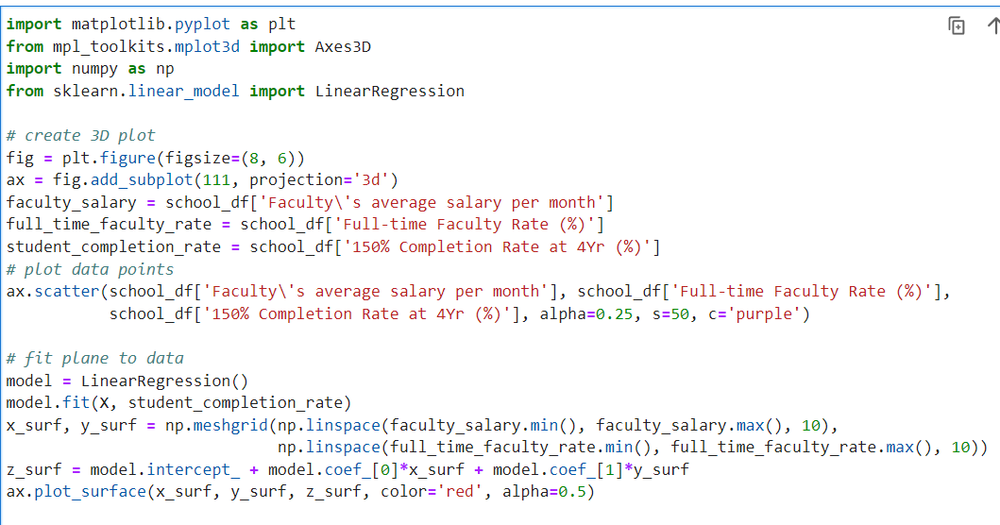 import matplotlib.pyplot as plt
from mpl_toolkits.mplot3d import Axes3D
import numpy as np
from sklearn.linear_model import LinearRegression
# create 3D plot
fig = plt.figure(figsize=(8, 6))
ax = fig.add_subplot(111, projection='3d')
faculty_salary = school_df['Faculty\'s average salary per month']
full_time_faculty_rate = school_df['Full-time Faculty Rate (%)']
student_completion_rate = school_df['150% Completion Rate at 4Yr (%)']
# plot data points
ax.scatter(school_df['Faculty\'s average salary per month'], school_df['Full-time Faculty Rate (%)'],
           school_df['150% Completion Rate at 4Yr (%)'], alpha=0.25, s=50, c='purple')
# fit plane to data
model = LinearRegression()
model.fit(X, student_completion_rate)
x_surf, y_surf = np.meshgrid(np.linspace(faculty_salary.min(), faculty_salary.max(), 10),
                             np.linspace(full_time_faculty_rate.min(), full_time_faculty_rate.max(), 10))
z_surf = model.intercept_ + model.coef_[0]*x_surf + model.coef_[1]*y_surf
ax.plot_surface(x_surf, y_surf, z_surf, color='red', alpha=0.5)